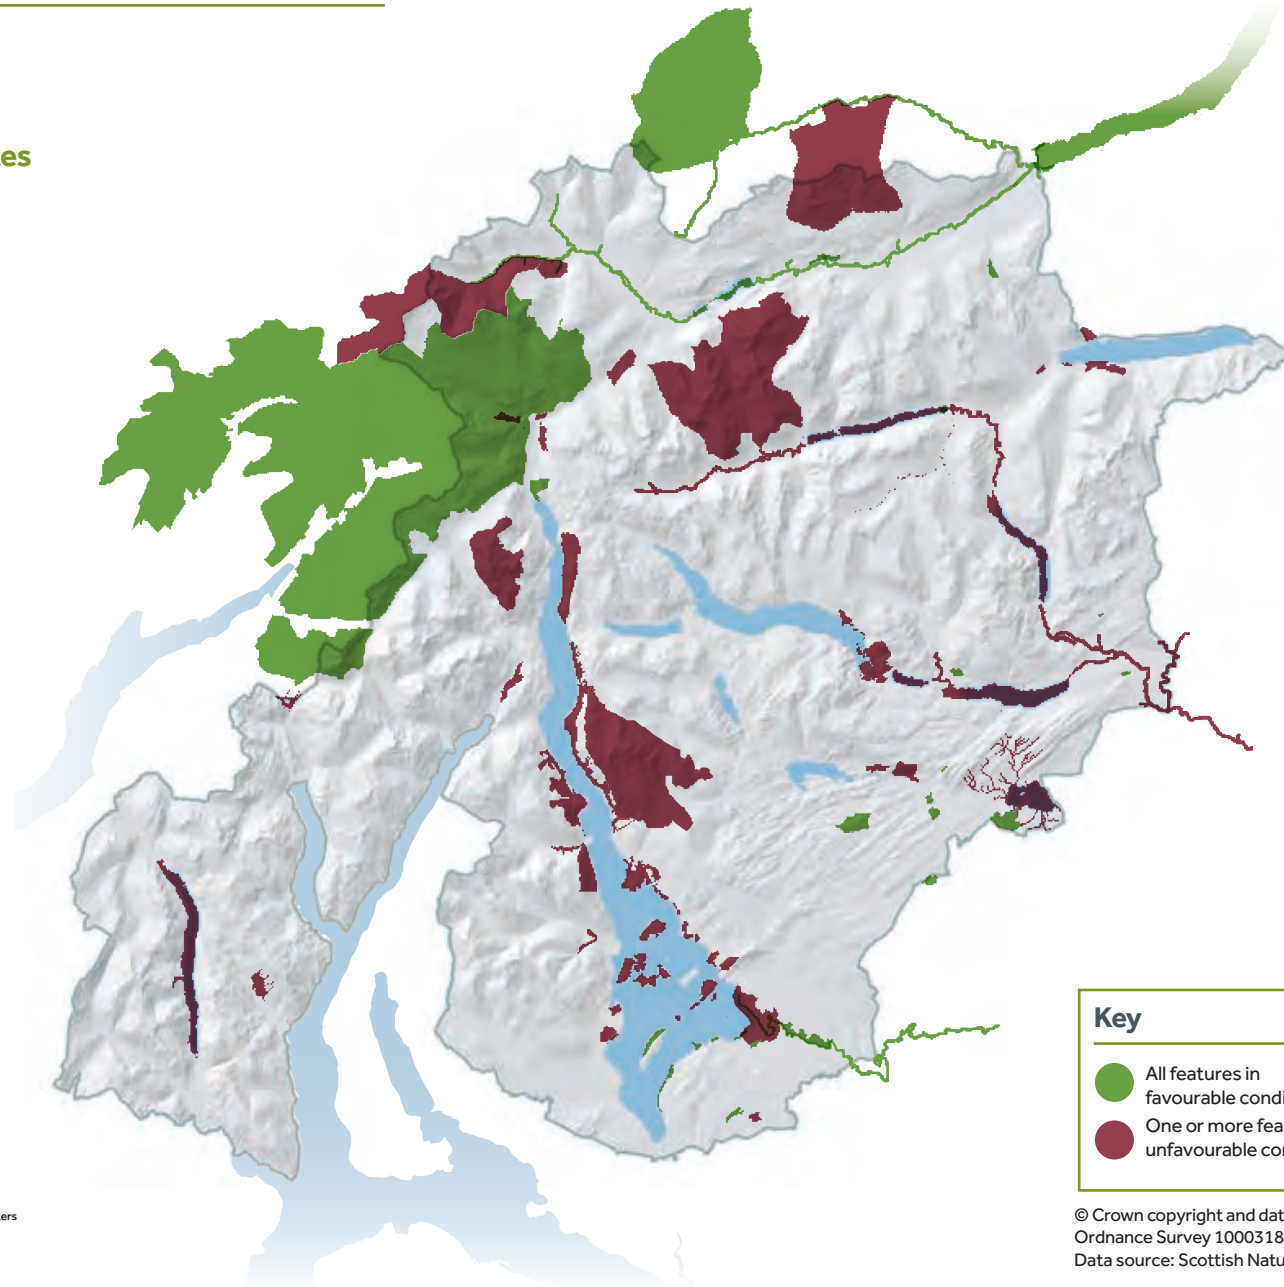 es
ers
Key
All features in
favourable condi
One or more fea
unfavourable co
© Crown copyright and dat
Ordnance Survey 1000318
Data source: Scottish Natu